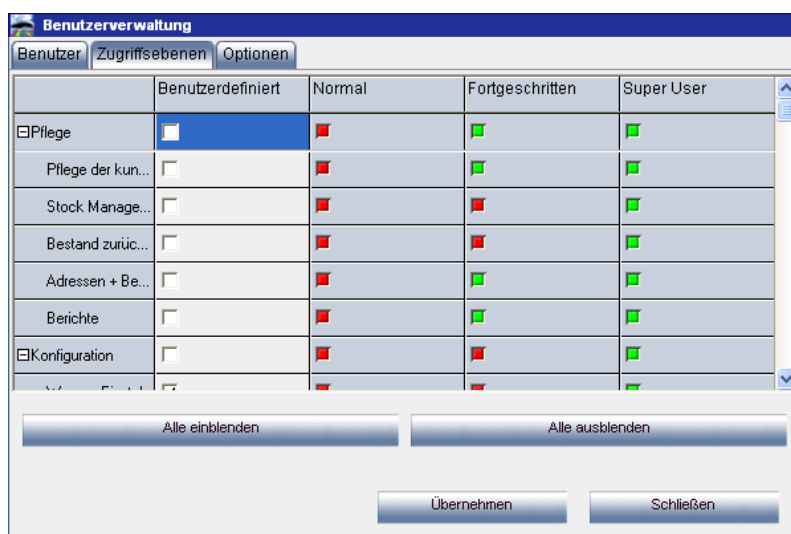 Benutzerverwaltung
Benutzer Zugriffsebenen Optionen
Benutzerdefiniert Normal Fortgeschritten Super User
Pflege
Pflege der kun...
Stock Manage...
Bestand zurüc...
Adressen + Be...
Berichte
Konfiguration
Alle einblenden Alle ausblenden
Übernehmen Schließen